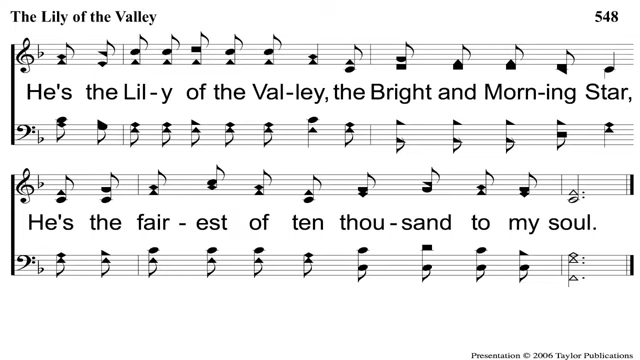 The Lily of the Valley 548
He's the Lil-y of the Val-ley, the Bright and Morn-ing Star,
He's the fair - est of ten thou-sand to my soul.
Presentation © 2006 Taylor Publications